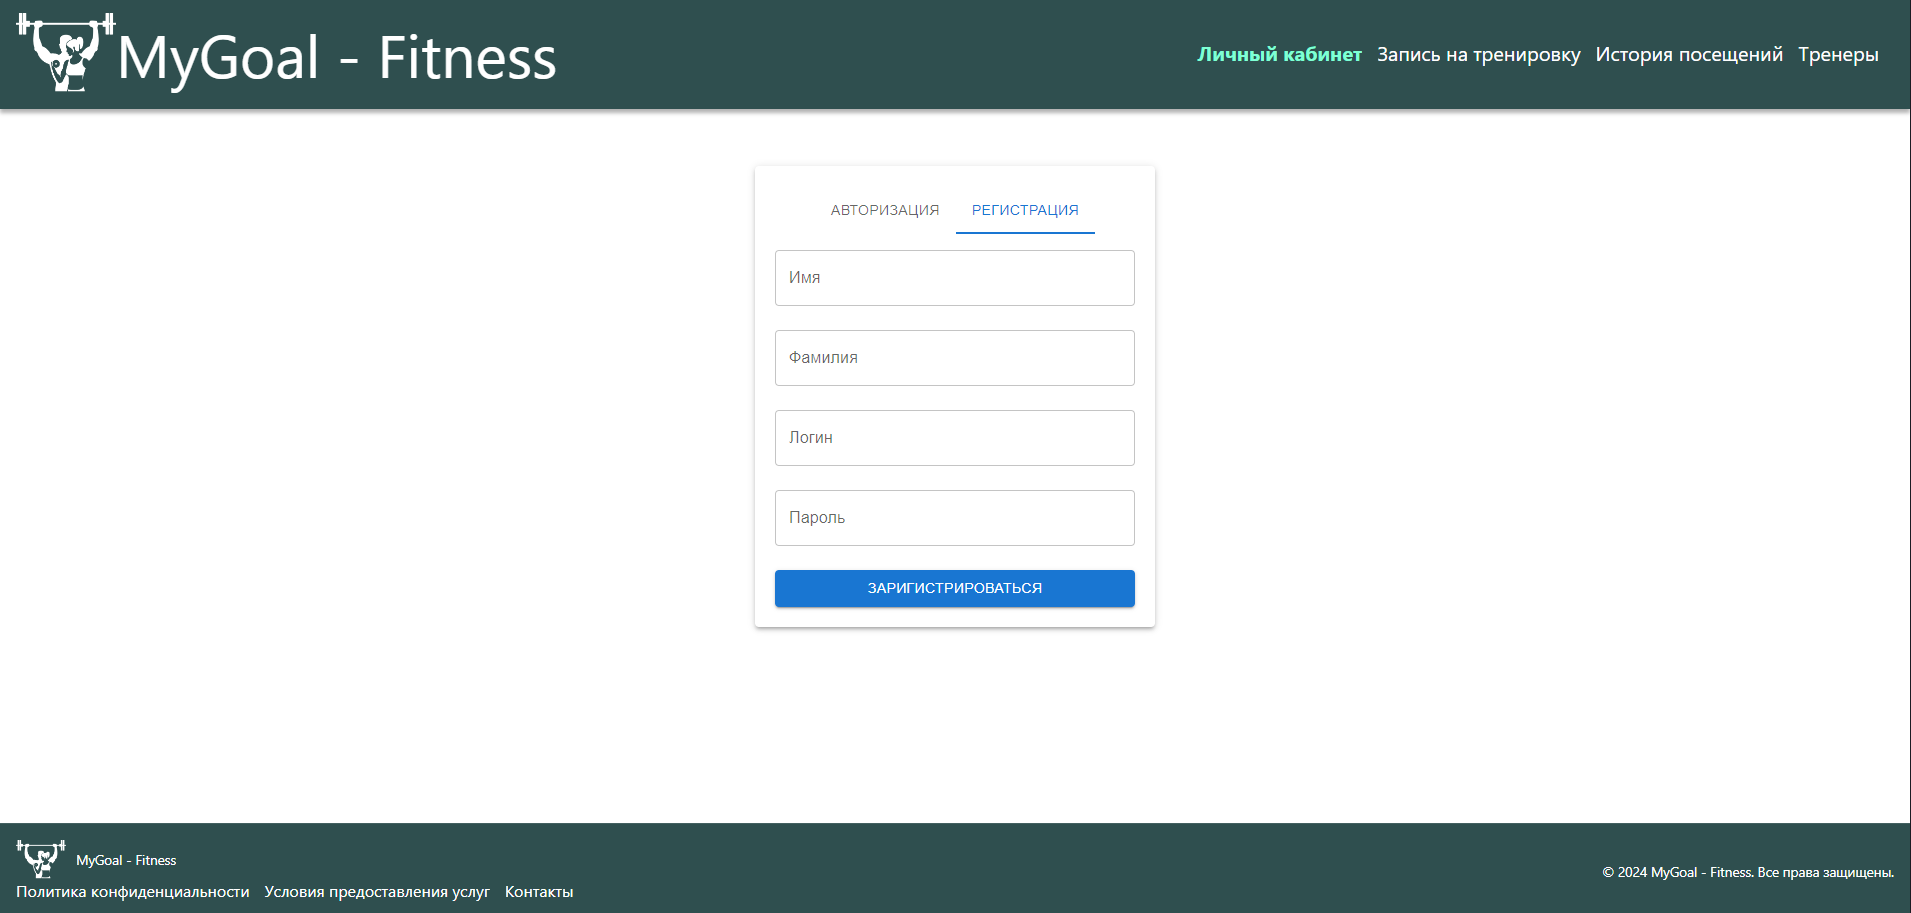 MyGoal - Fitness
Личный кабинет Запись на тренировку История посещений Тренеры
АВТОРИЗАЦИЯ РЕГИСТРАЦИЯ
Имя
Фамилия
Логин
Пароль
ЗАРИГИСТРИРОВАТЬСЯ
MyGoal - Fitness
Политика конфиденциальности Условия предоставления услуг Контакты
© 2024 MyGoal - Fitness. Все права защищены.